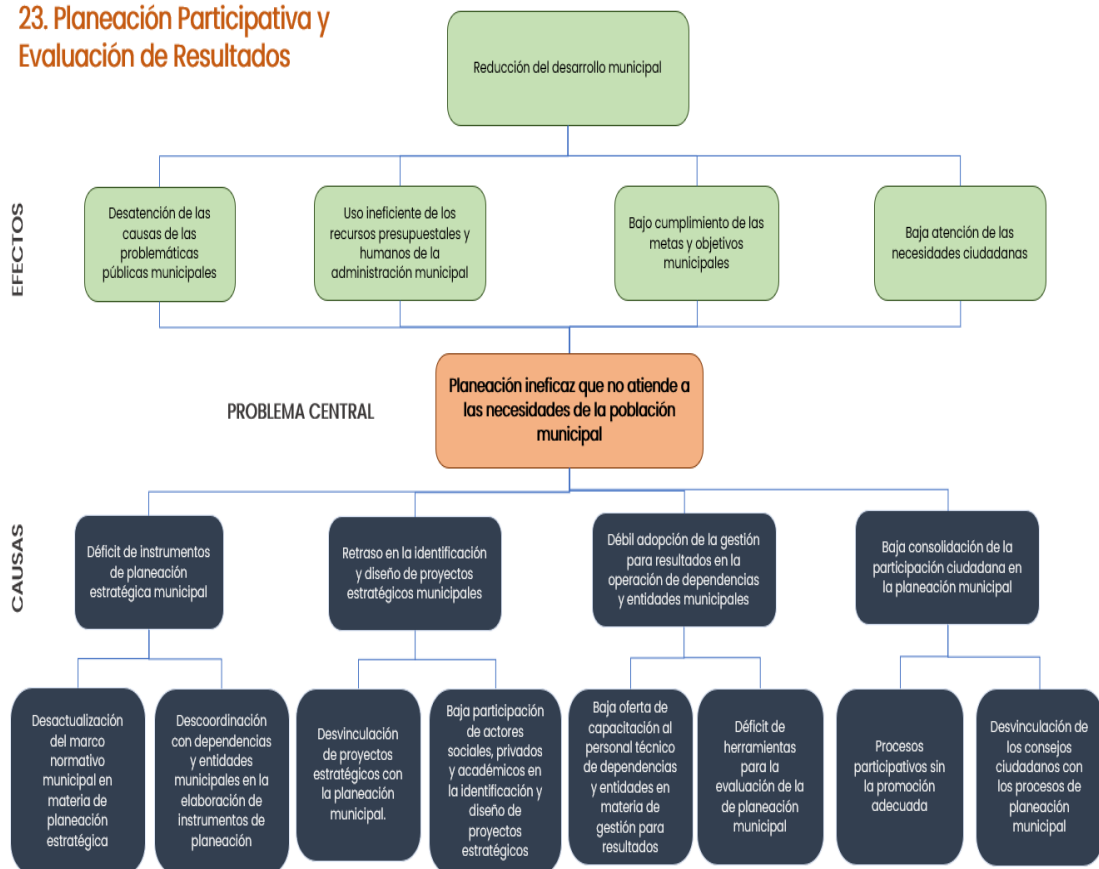 23. Planeación Participativa y
Evaluación de Resultados
Reducción del desarrollo municipal
EFECTOS
Desatención de las
causas de las
problemáticas
públicas municipales
Uso ineficiente de los
recursos presupuestales y
humanos de la
administración municipal
Bajo cumplimiento de las
metas y objetivos
municipales
Baja atención de las
necesidades ciudadanas
PROBLEMA CENTRAL
Planeación ineficaz que no atiende a
las necesidades de la población
municipal
CAUSAS
Déficit de instrumentos
de planeación
estratégica municipal
Retraso en la identificación
y diseño de proyectos
estratégicos municipales
Débil adopción de la gestión
para resultados en la
operación de dependencias
y entidades municipales
Baja consolidación de la
participación ciudadana en
la planeación municipal
Desactualización
del marco
normativo
municipal en
materia de
planeación
estratégica
Descoordinación
con dependencias
y entidades
municipales en la
elaboración de
instrumentos de
planeación
Desvinculación
de proyectos
estratégicos con
la planeación
municipal.
Baja participación
de actores
sociales, privados
y académicos en
la identificación y
diseño de
proyectos
estratégicos
Baja oferta de
capacitación al
personal técnico
de dependencias
y entidades en
materia de
gestión para
resultados
Déficit de
herramientas
para la
evaluación de la
de planeación
municipal
Procesos
participativos sin
la promoción
adecuada
Desvinculación de
los consejos
ciudadanos con
los procesos de
planeación
municipal